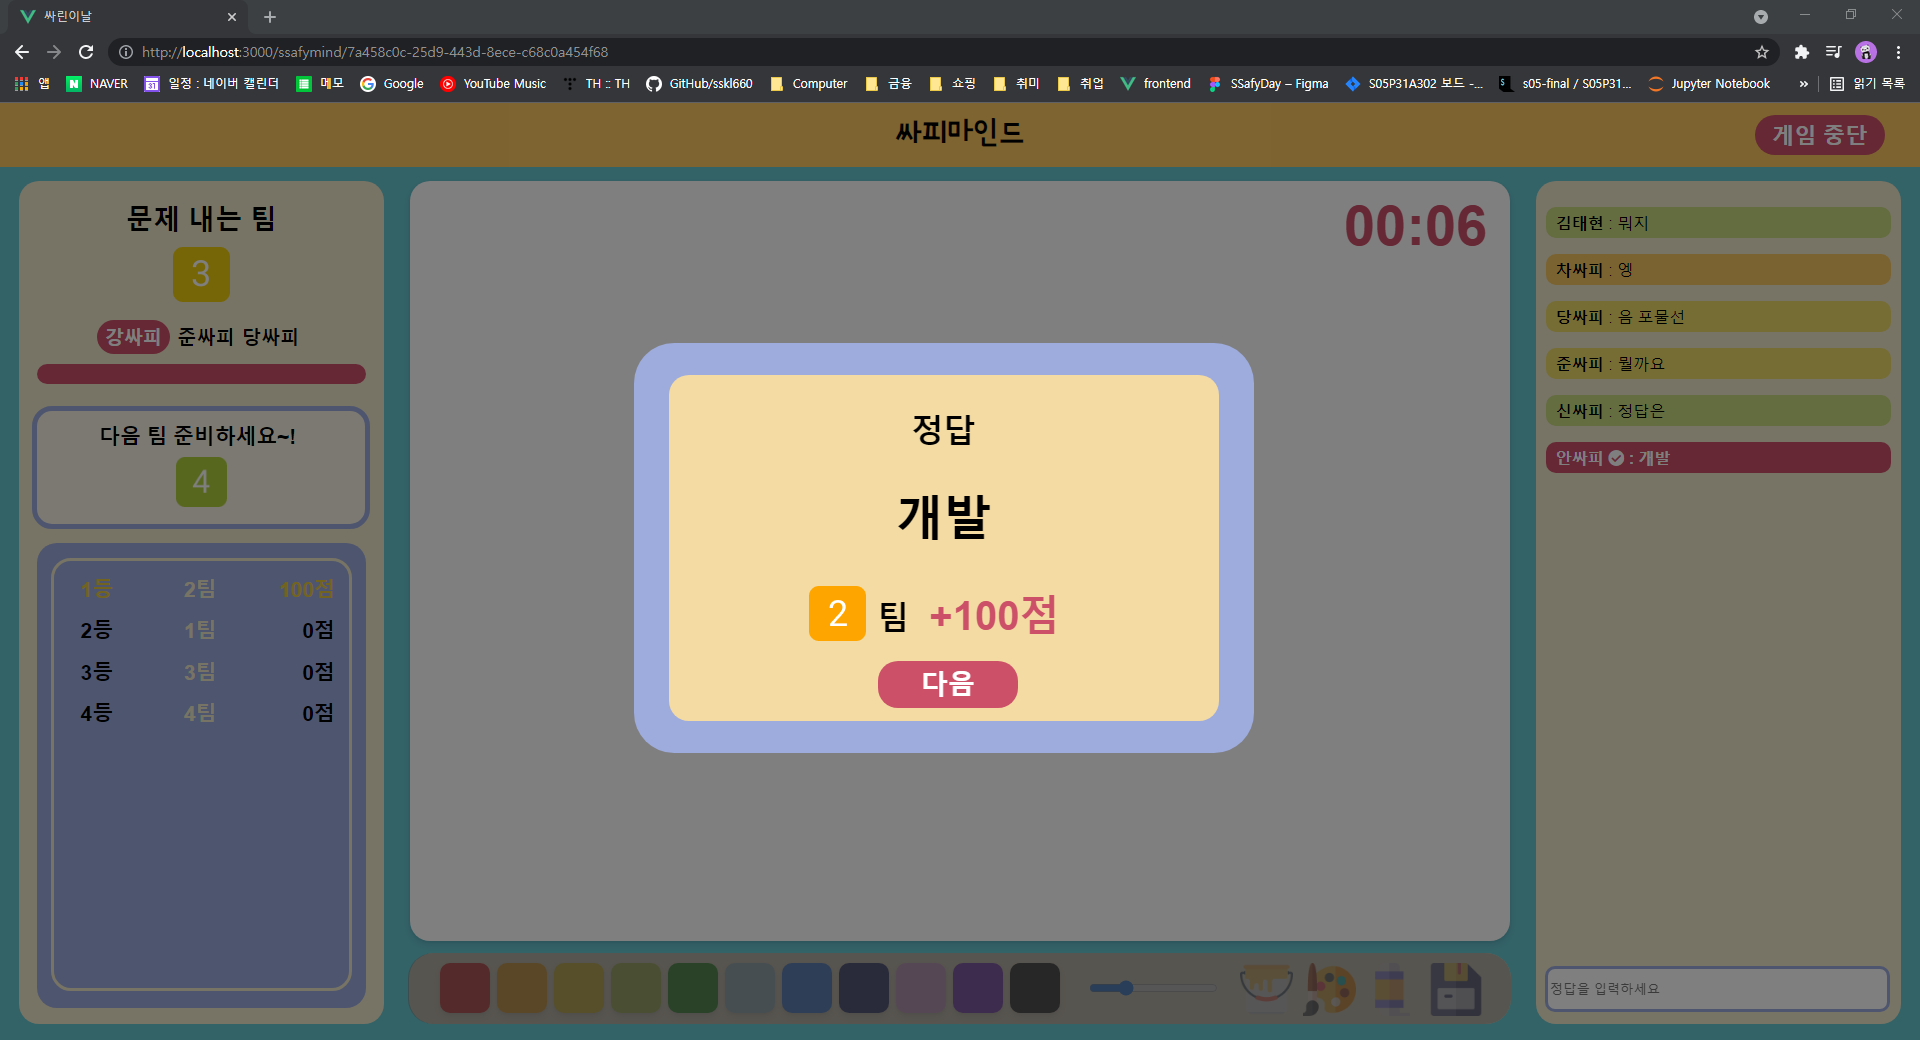 싸린이날
http://localhost:3000/ssafymind/7a458c0c-25d9-443d-8ece-c68c0a454f68
앱 NAVER 일정 : 네이버 캘린더 메모 Google YouTube Music TH :: TH GitHub/sskl660 Computer 금융 쇼핑 취미 취업 frontend SSafyDay – Figma S05P31A302 보드 -... s05-final / S05P31... Jupyter Notebook » 읽기 목록
싸피마인드
게임 중단
문제 내는 팀
3
강싸피 준싸피 당싸피
다음 팀 준비하세요~!
4
1등 2팀 100점
2등 1팀 0점
3등 3팀 0점
4등 4팀 0점
00:06
정답
개발
2 팀 +100점
다음
김태현 : 뭐지
차싸피 : 엥
당싸피 : 음 포물선
준싸피 : 뭘까요
신싸피 : 정답은
안싸피 : 개발
정답을 입력하세요